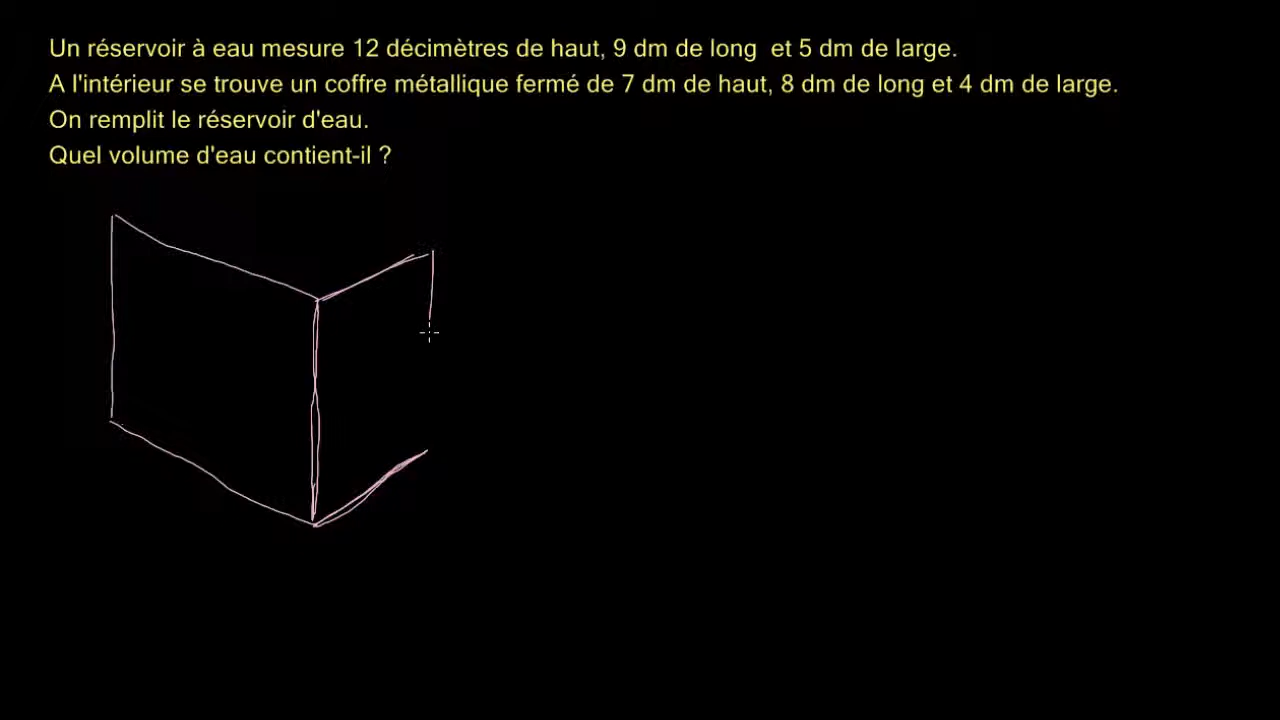 Un réservoir à eau mesure 12 décimètres de haut, 9 dm de long  et 5 dm de large.
A l'intérieur se trouve un coffre métallique fermé de 7 dm de haut, 8 dm de long et 4 dm de large.
On remplit le réservoir d'eau.
Quel volume d'eau contient-il ?